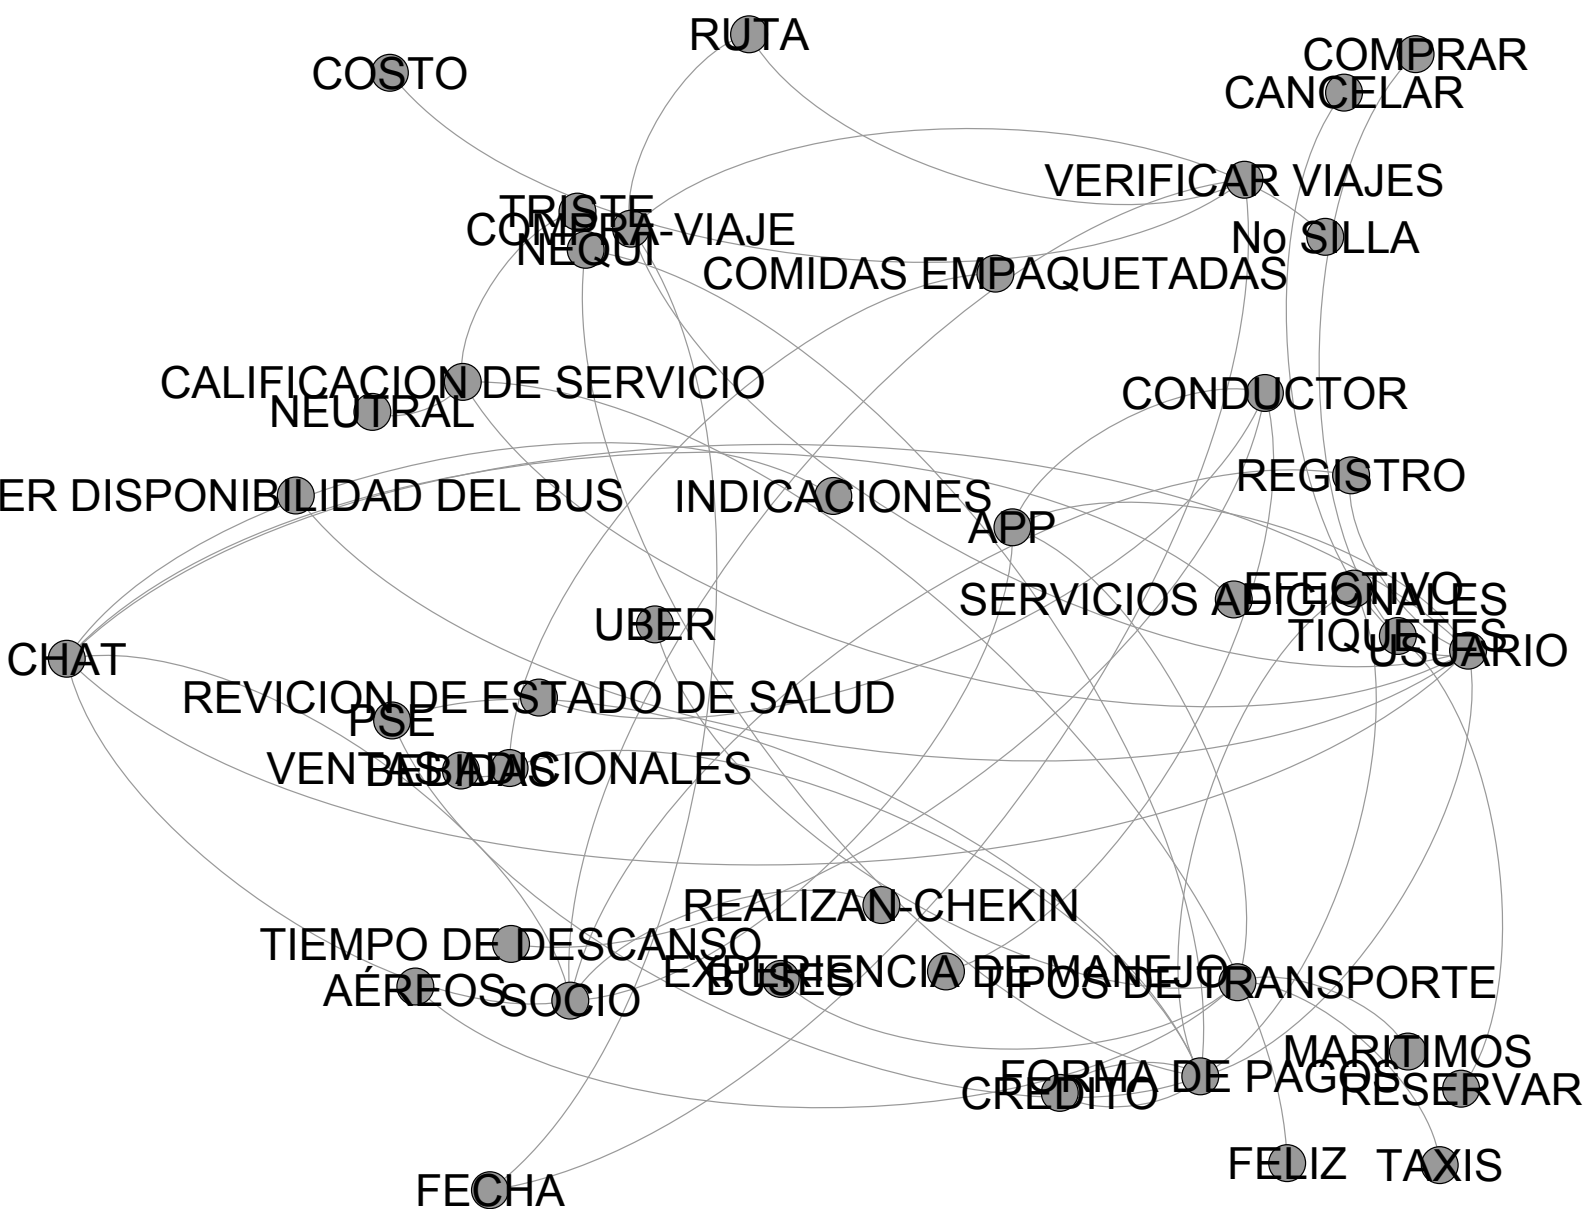 RUTA
COSTO
COMPRAR
CANCELAR
VERIFICAR VIAJES
TRISTE
COMPRA-VIAJE
No SILLA
NEQUI
COMIDAS EMPAQUETADAS
CALIFICACION DE SERVICIO
CONDUCTOR
NEUTRAL
REGISTRO
ER DISPONIBILIDAD DEL BUS
INDICACIONES
APP
EFECTIVO
SERVICIOS ADICIONALES
UBER
TIQUETES
USUARIO
CHAT
REVICION DE ESTADO DE SALUD
PSE
VENTAS ADICIONALES
BEBIDAS
REALIZAN-CHEKIN
TIEMPO DE DESCANSO
EXPERIENCIA DE MANEJO
BUSES
TIPOS DE TRANSPORTE
AÉREOS
SOCIO
MARITIMOS
FORMA DE PAGOS
CREDITO
RESERVAR
FELIZ
TAXIS
FECHA